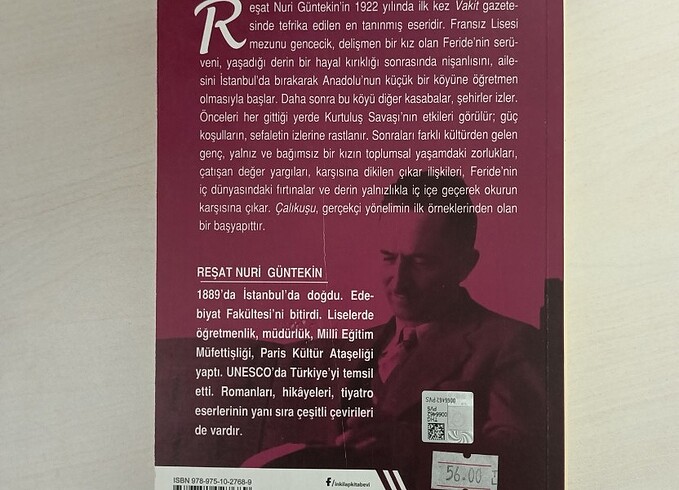 Reşat Nuri Güntekin'in 1922 yılında ilk kez Vakit gazete-
sinde tefrika edilen en tanınmış eseridir. Fransız Lisesi
mezunu gencecik, delişmen bir kız olan Feride'nin serü-
veni, yaşadığı derin bir hayal kırıklığı sonrasında nişanlısını, aile-
sini İstanbul'da bırakarak Anadolu'nun küçük bir köyüne öğretmen
olmasıyla başlar. Daha sonra bu köyü diğer kasabalar, şehirler izler.
Önceleri her gittiği yerde Kurtuluş Savaşı'nın etkileri görülür; güç
koşulların, sefaletin izlerine rastlanır. Sonraları farklı kültürden gelen
genç, yalnız ve bağımsız bir kızın toplumsal yaşamdaki zorlukları,
çatışan değer yargıları, karşısına dikilen çıkar ilişkileri, Feride'nin
iç dünyasındaki fırtınalar ve derin yalnızlıkla iç içe geçerek okurun
karşısına çıkar. Çalıkuşu, gerçekçi yönelimin ilk örneklerinden olan
bir başyapıttır.
REŞAT NURİ GÜNTEKİN
1889'da İstanbul'da doğdu. Ede-
biyat Fakültesi'ni bitirdi. Liselerde
öğretmenlik, müdürlük, Millî Eğitim
Müfettişliği, Paris Kültür Ataşeliği
yaptı. UNESCO'da Türkiye'yi temsil
etti. Romanları, hikâyeleri, tiyatro
eserlerinin yanı sıra çeşitli çevirileri
de vardır.
ISBN 978-975-10-2768-9
f/inkilapkitabevi
56.00